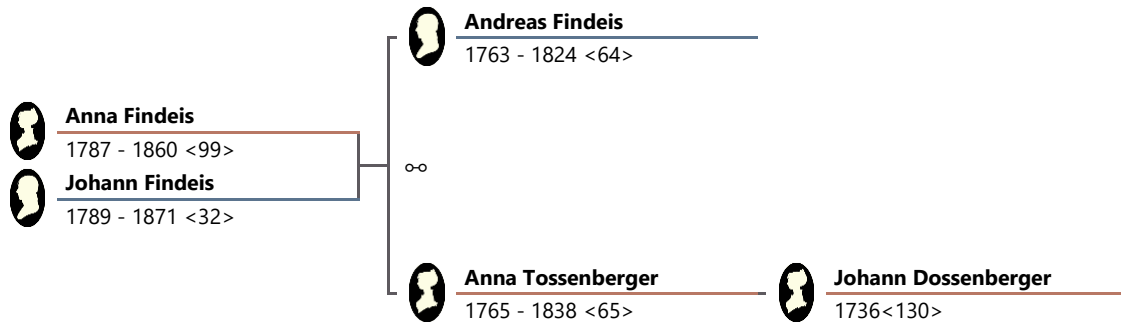 Andreas Findeis
1763 - 1824 <64>
Anna Findeis
1787 - 1860 <99>
Johann Findeis
1789 - 1871 <32>
Anna Tossenberger
1765 - 1838 <65>
Johann Dossenberger
1736<130>